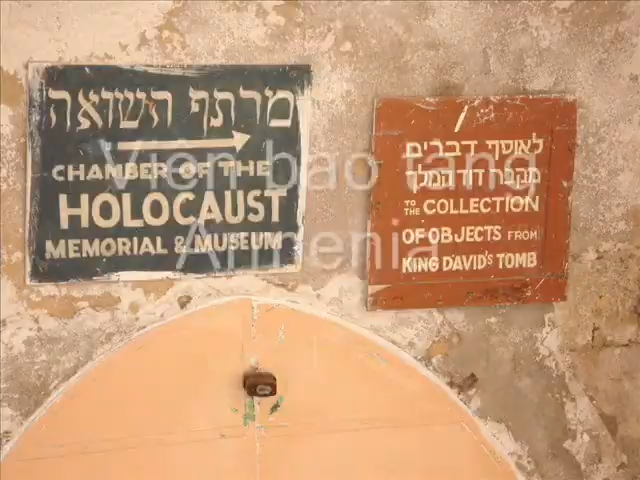 מרתף השואה
CHAMBER OF THE
HOLOCAUST
MEMORIAL & MUSEUM
לאוסף דברים
מקבר דוד המלך
TO THE COLLECTION
OF OBJECTS FROM
KING DAVID'S TOMB
Vien bao tang
Armenia